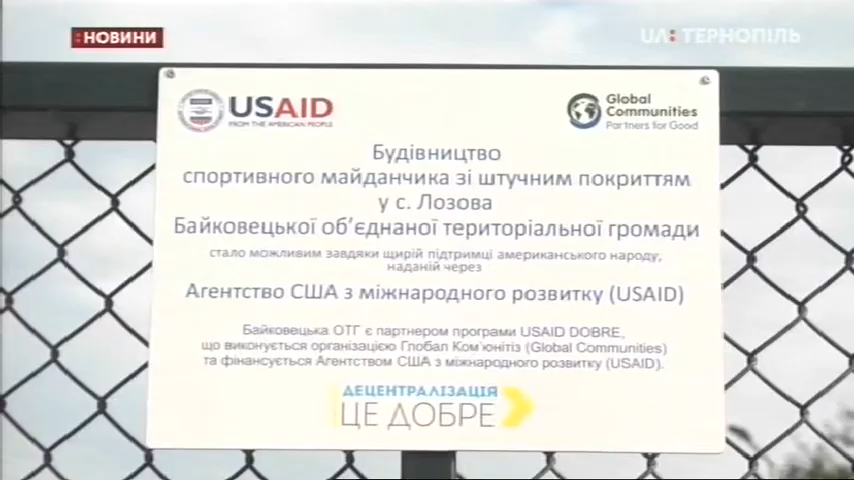 НОВИНИ
UA: ТЕРНОПІЛЬ
USAID
FROM THE AMERICAN PEOPLE
Global
Communities
Partners for Good
Будівництво
спортивного майданчика зі штучним покриттям
у с. Лозова
Байковецької об'єднаної територіальної громади
стало можливим завдяки щирій підтримці американського народу,
наданій через
Агентство США з міжнародного розвитку (USAID)
Байковецька ОТГ є партнером програми USAID DOBRE,
що виконується організацією Глобал Ком'юнітіз (Global Communities)
та фінансується Агентством США з міжнародного розвитку (USAID).
ДЕЦЕНТРАЛІЗАЦІЯ
ЦЕ ДОБРЕ